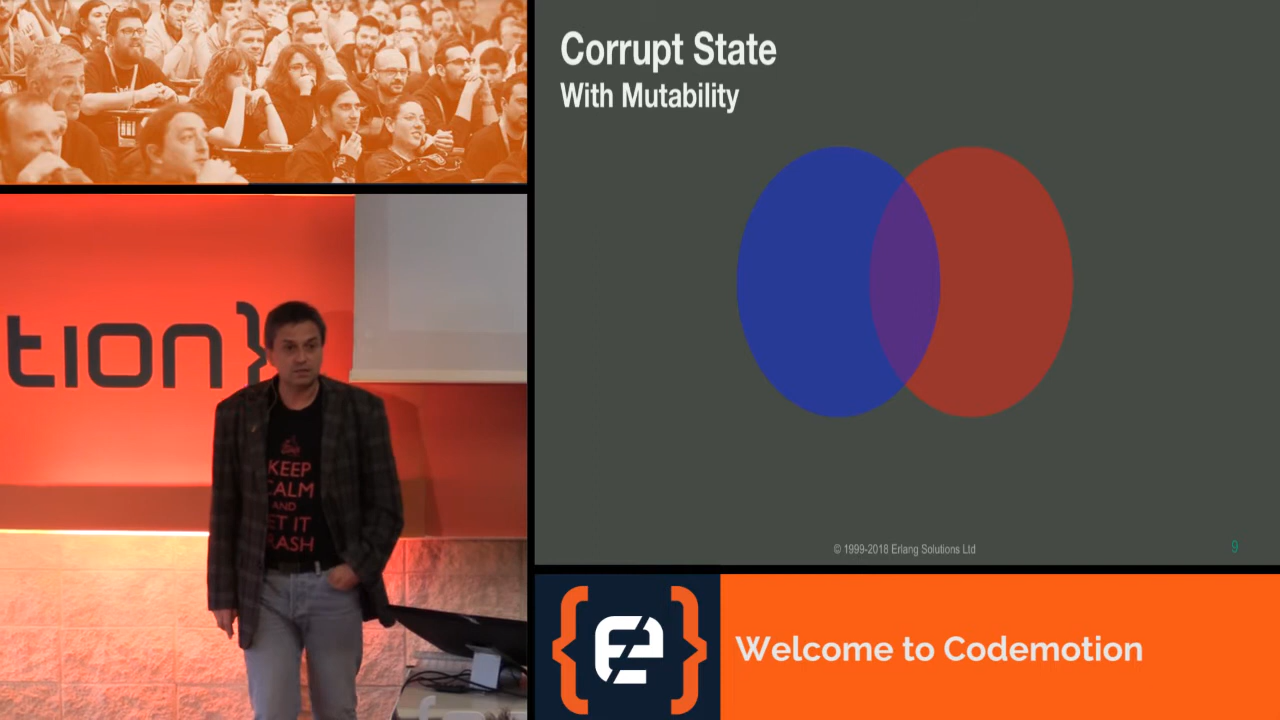 Corrupt State
With Mutability
tion}
KEEP
CALM
AND
ET IT
RASH
© 1999-2018 Erlang Solutions Ltd
9
Welcome to Codemotion